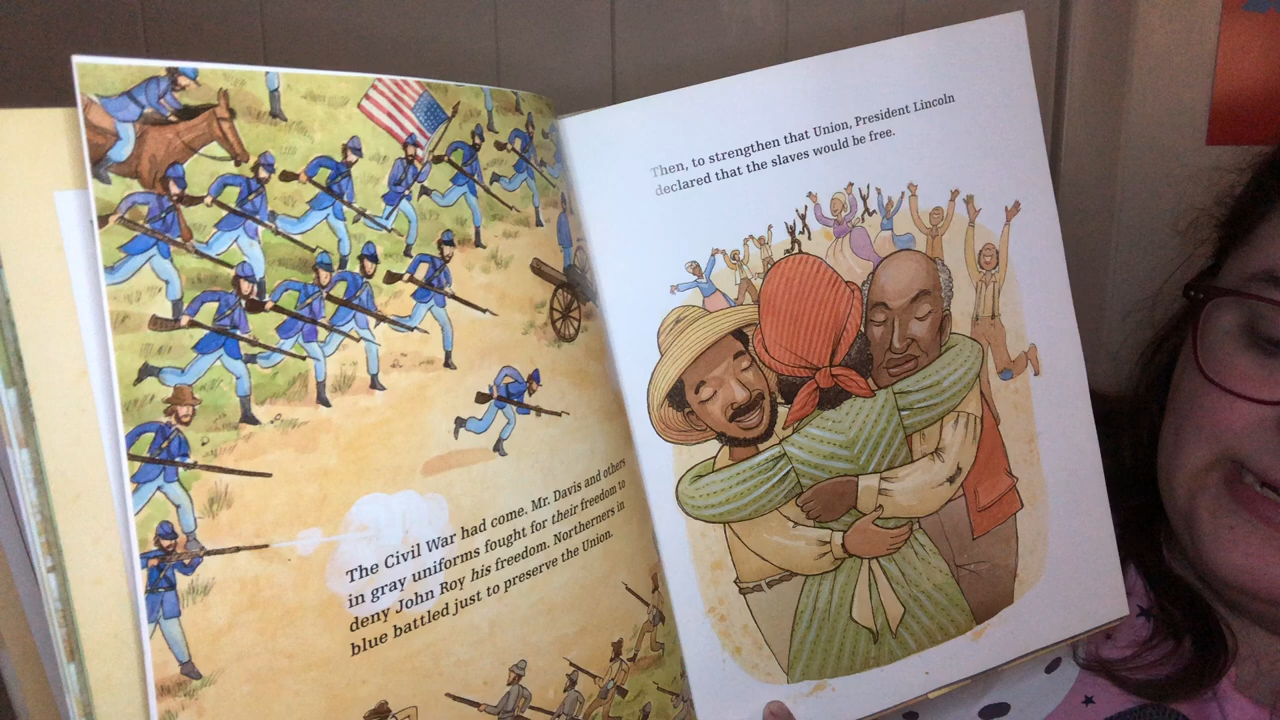 The Civil War had come. Mr. Davis and others
in gray uniforms fought for their freedom to
deny John Roy his freedom. Northerners in
blue battled just to preserve the Union.
Then, to strengthen that Union, President Lincoln
declared that the slaves would be free.